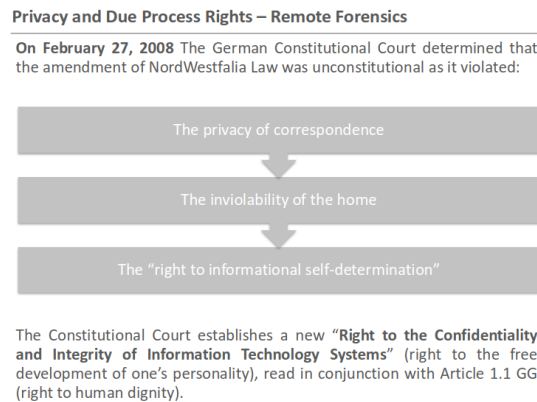 Privacy and Due Process Rights – Remote Forensics
On February 27, 2008 The German Constitutional Court determined that
the amendment of NordWestfalia Law was unconstitutional as it violated:
The privacy of correspondence
The inviolability of the home
The “right to informational self-determination”
The Constitutional Court establishes a new “Right to the Confidentiality
and Integrity of Information Technology Systems” (right to the free
development of one’s personality), read in conjunction with Article 1.1 GG
(right to human dignity).